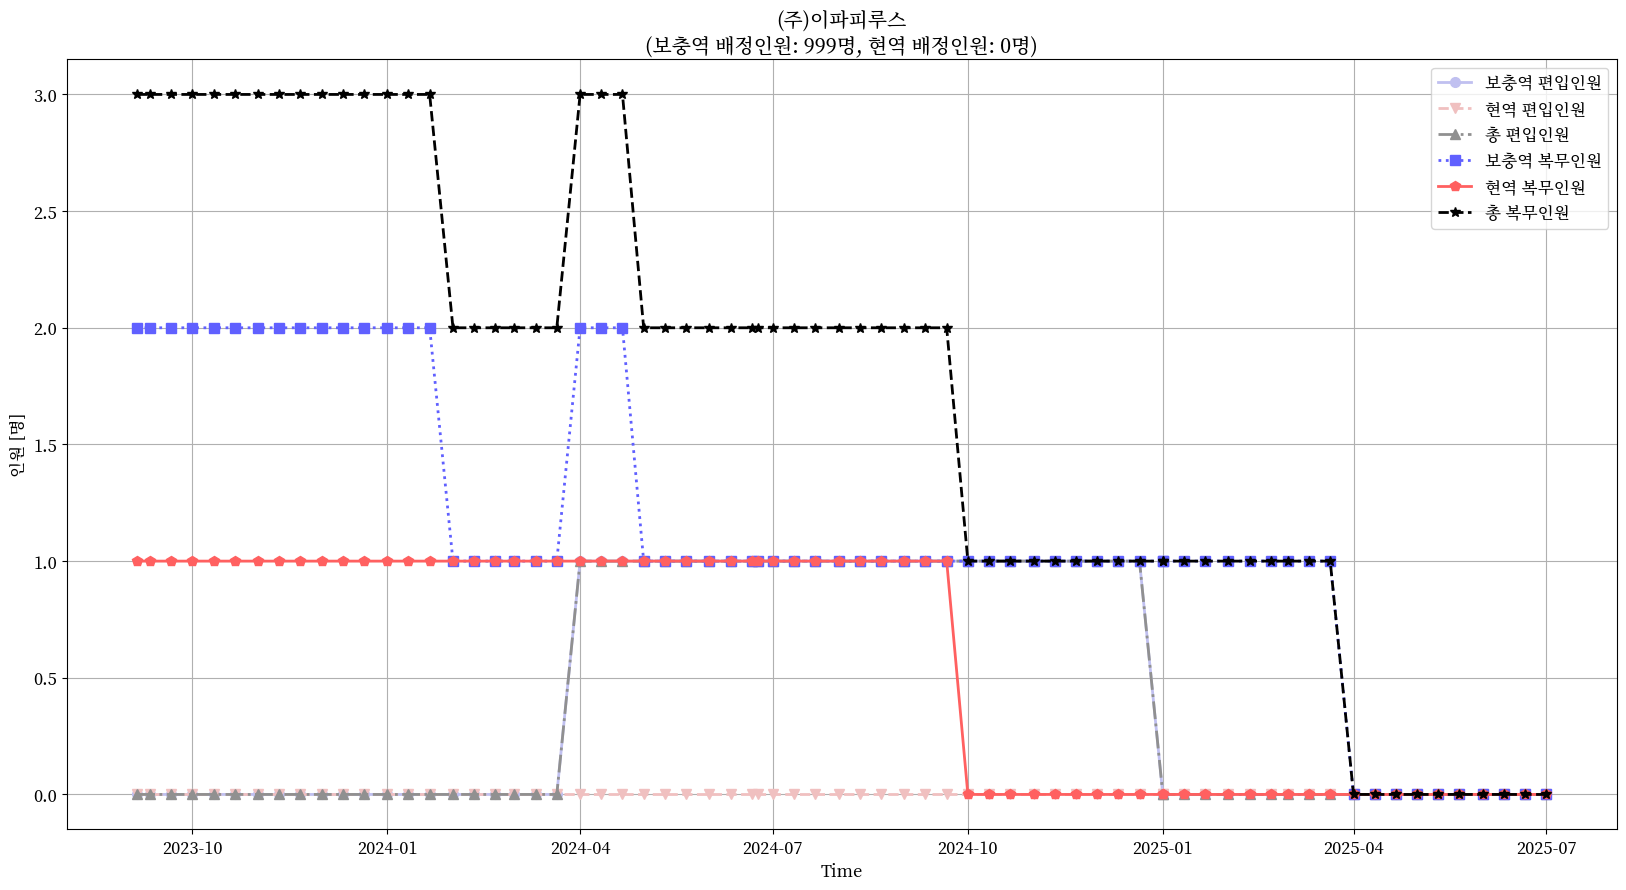 (주)이파피루스
(보충역 배정인원: 999명, 현역 배정인원: 0명)
보충역 편입인원
현역 편입인원
총 편입인원
보충역 복무인원
현역 복무인원
총 복무인원
인원 [명]
3.0
2.5
2.0
1.5
1.0
0.5
0.0
2023-10
2024-01
2024-04
2024-07
2024-10
2025-01
2025-04
2025-07
Time